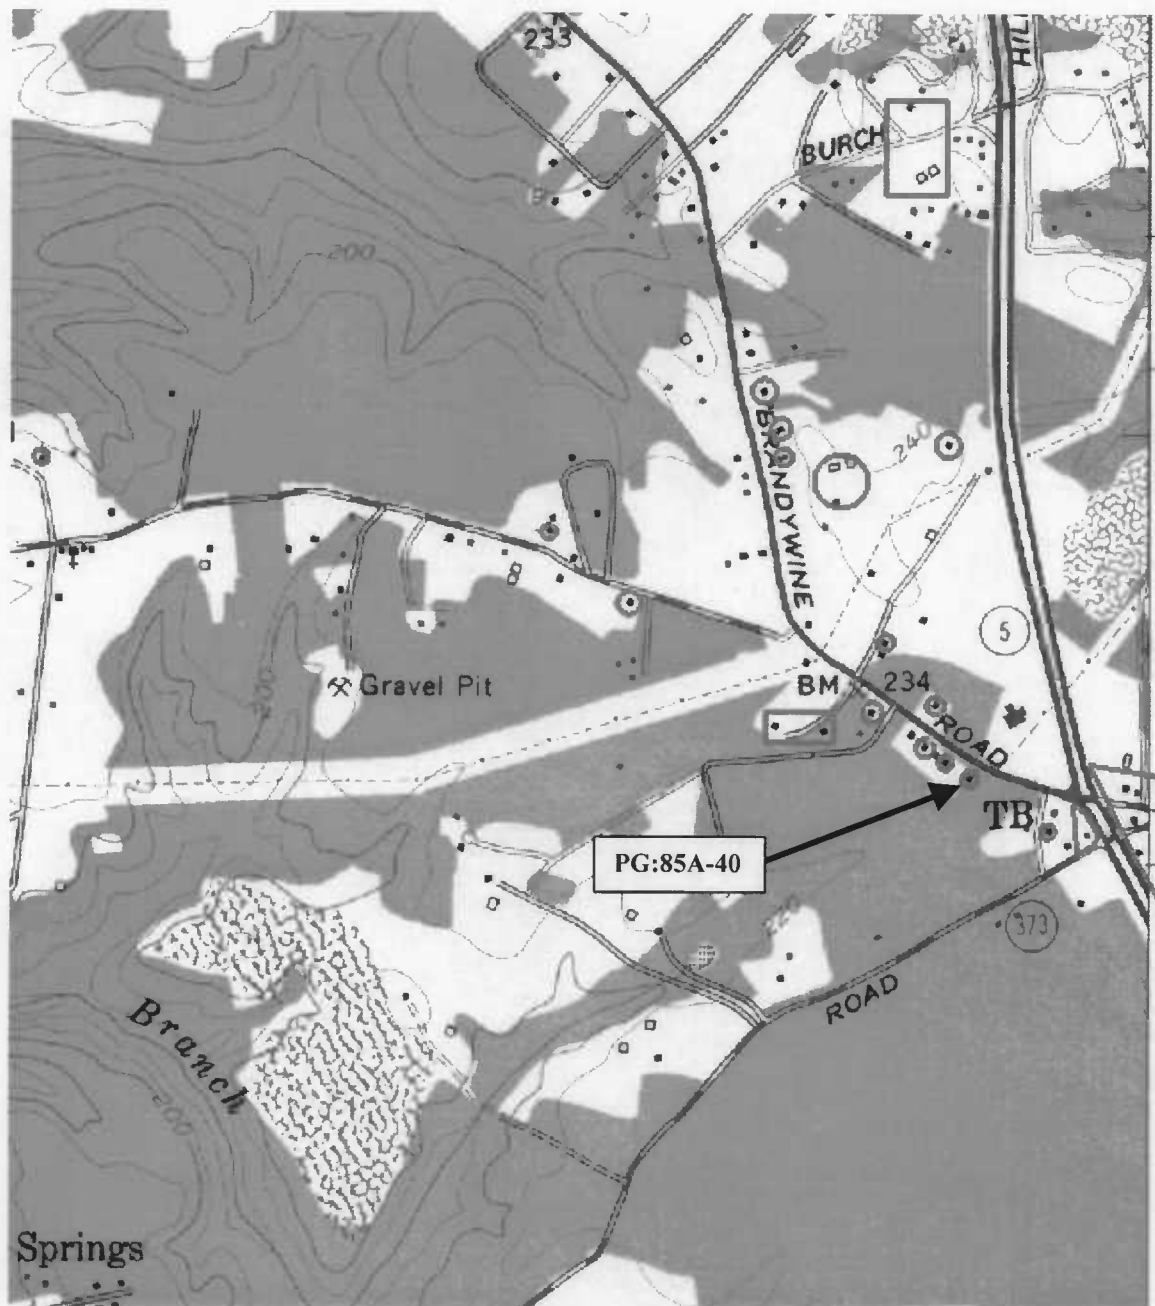 233
HILL
BURCH
200
BRANDYWINE
240
5
Gravel Pit
200
BM
234
ROAD
TB
PG:85A-40
220
373
ROAD
Branch
200
Springs